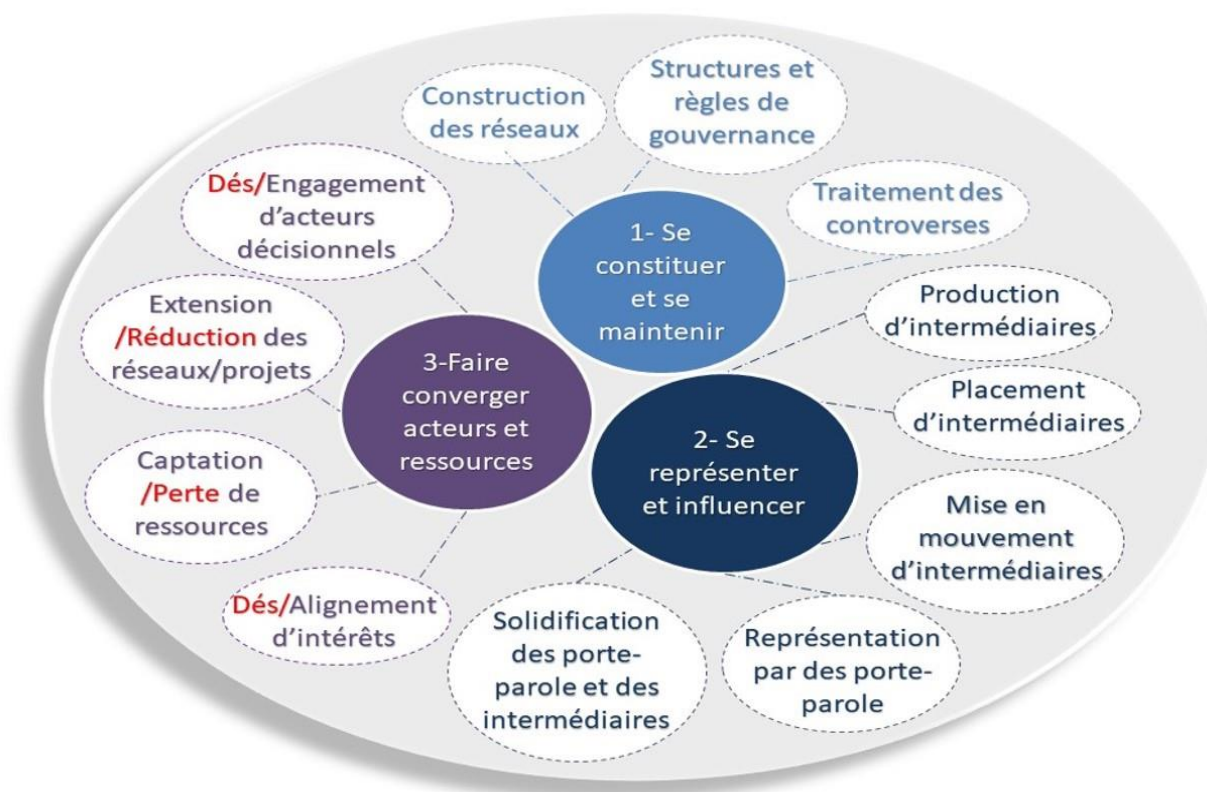 Construction
des réseaux
Structures et
règles de
gouvernance
Traitement des
controverses
1- Se
constituer
et se
maintenir
Production
d’intermédiaires
Placement
d’intermédiaires
2- Se
représenter
et influencer
Mise en
mouvement
d’intermédiaires
Représentation
par des porte-
parole
Solidification
des porte-
parole et des
intermédiaires
3-Faire
converger
acteurs et
ressources
Dés/Engagement
d’acteurs
décisionnels
Extension
/Réduction des
réseaux/projets
Captation
/Perte de
ressources
Dés/Alignement
d’intérêts